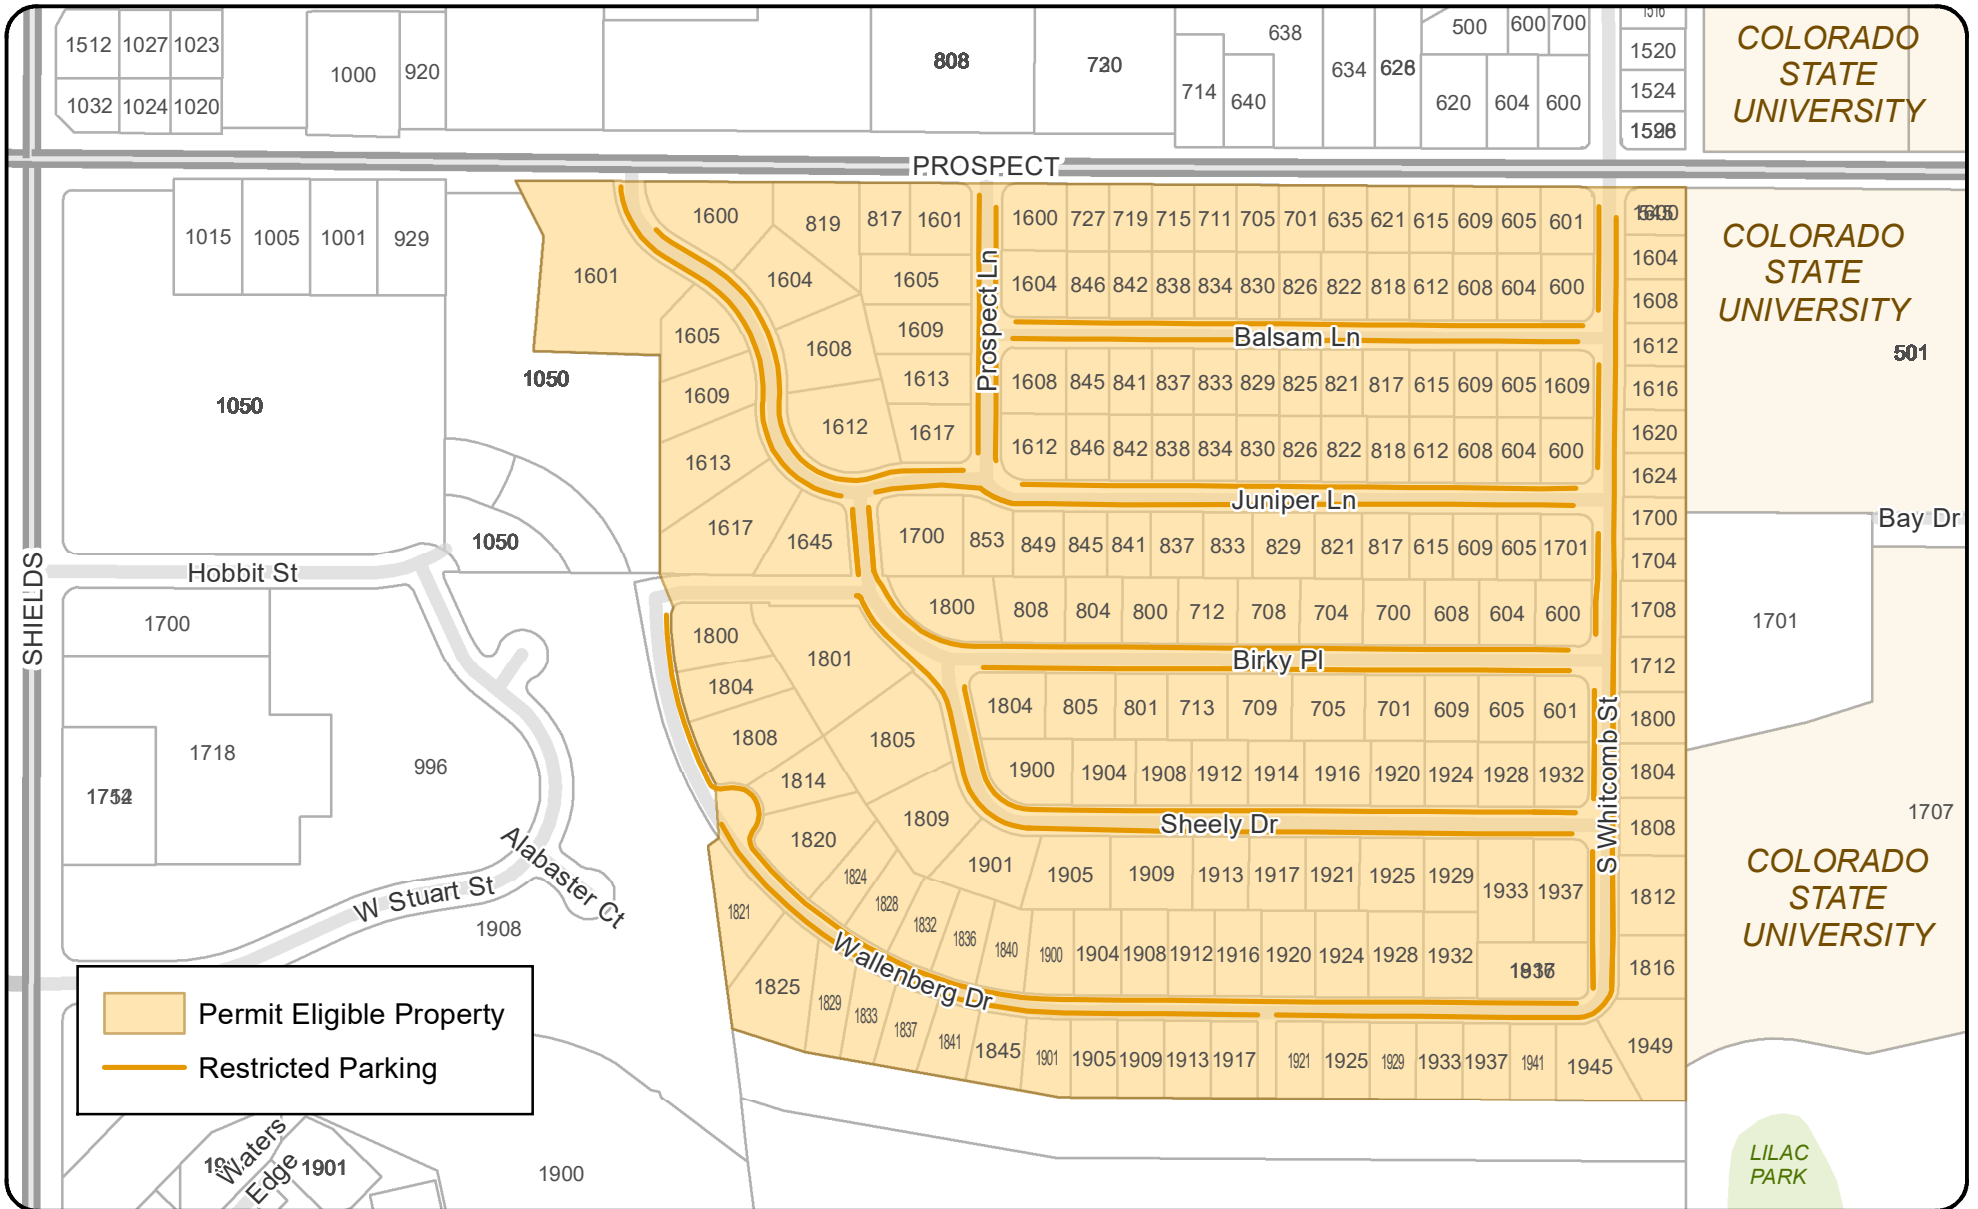 1512 1027 1023
1032 1024 1020
1000 920
808
714 640 638 634
500 600 700
620 604 600
1520
1524
COLORADO
STATE
UNIVERSITY
PROSPECT
1015 1005 1001 929
1601
1600 819 817 1601
1604 1605
1605 1608 1609
1609 1613
1612 1617
1613
1617 1645
Prospect Ln
1600 727 719 715 711 705 701 635 621 615 609 605 601
1604 846 842 838 834 830 826 822 818 612 608 604 600
Balsam Ln
1608 845 841 837 833 829 825 821 817 615 609 605 1609
1612 846 842 838 834 830 826 822 818 612 608 604 600
Juniper Ln
1700 853 849 845 841 837 833 829 821 817 615 609 605 1701
1800 808 804 800 712 708 704 700 608 604 600
Birky Pl
1804 805 801 713 709 705 701 609 605 601
1900 1904 1908 1912 1914 1916 1920 1924 1928 1932
Sheely Dr
1901 1905 1909 1913 1917 1921 1925 1929 1933 1937
1900 1904 1908 1912 1916 1920 1924 1928 1932
S Whitcomb St
1604
1608
1612
1616
1620
1624
1700
1704
1708
1712
1800
1804
1808
1812
1816
1949
COLORADO
STATE
UNIVERSITY
501
Bay Dr
1701
1707
COLORADO
STATE
UNIVERSITY
LILAC
PARK
1050
1050
1050
SHIELDS
Hobbit St
1700
1718
996
Alabaster Ct
W Stuart St
1908
1800 1801
1804
1808 1805
1814
1809
1820
1824
1828
1832
1836
1840
1821
1825
Wallenberg Dr
1829
1833
1837
1841
1845 1901 1905 1909 1913 1917 1921 1925 1929 1933 1937 1941 1945
Permit Eligible Property
Restricted Parking
Waters
Edge
1901
1900